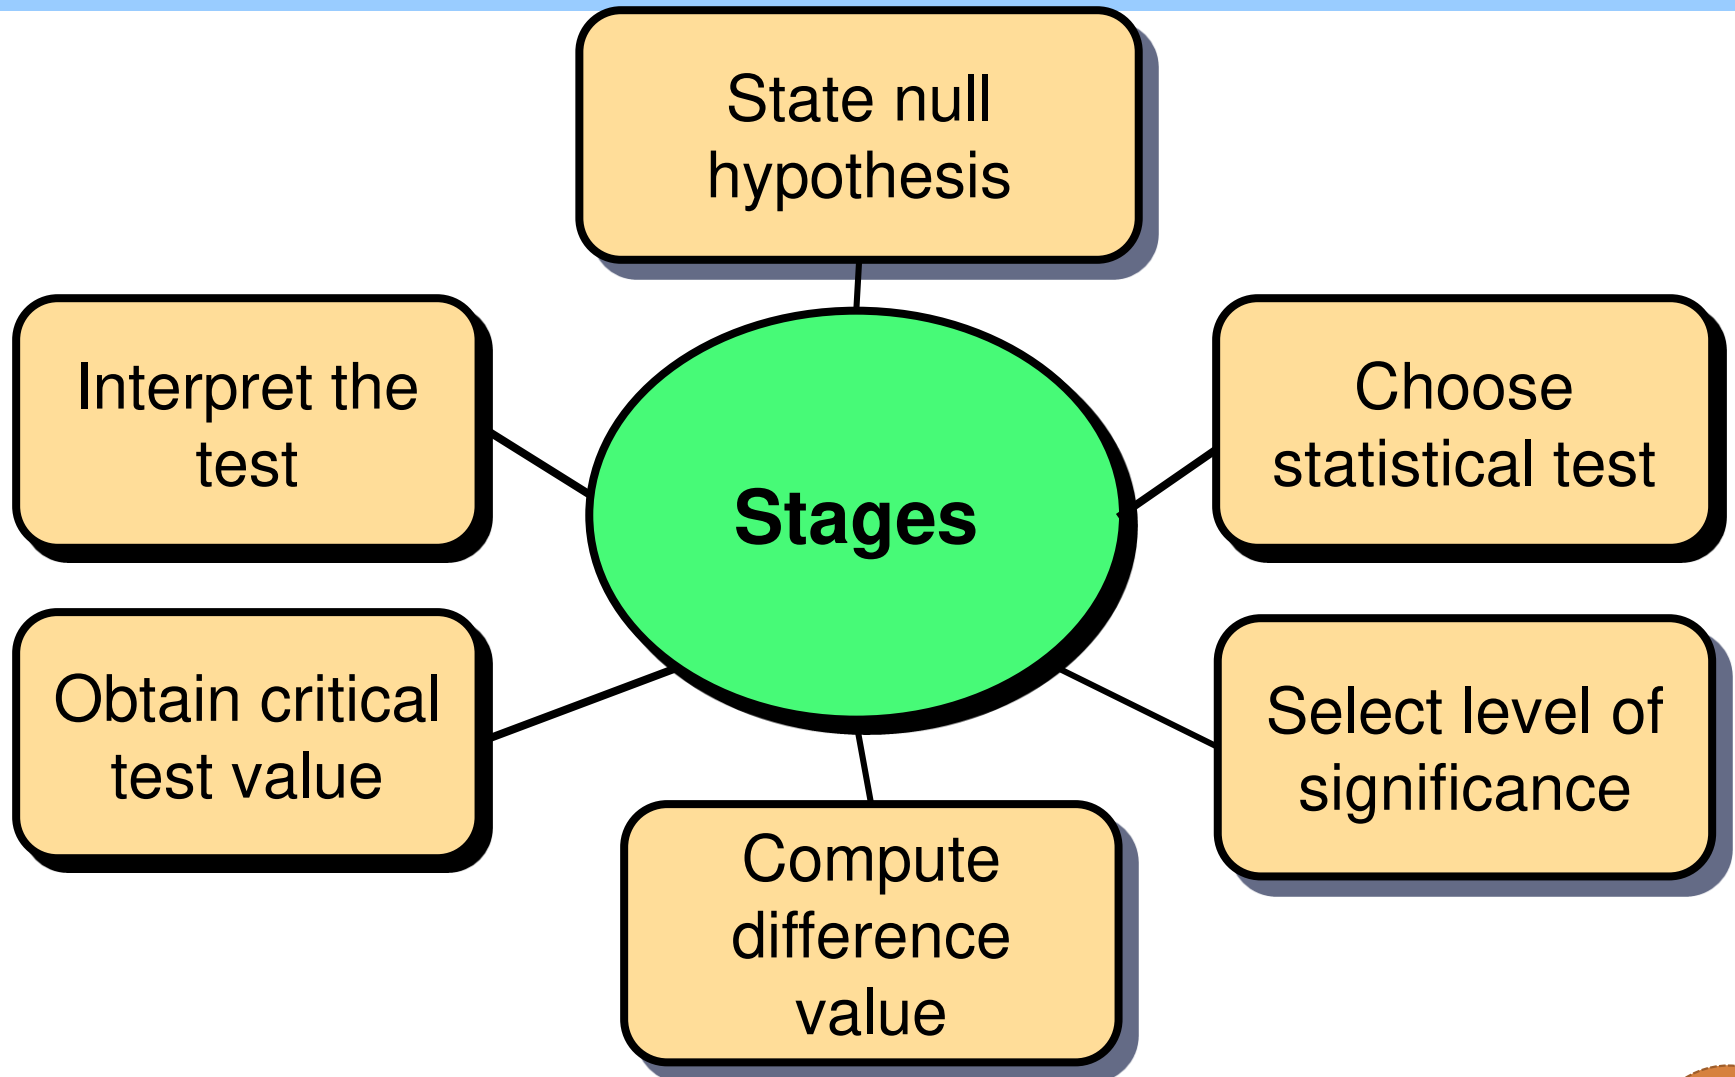 State null
hypothesis
Choose
statistical test
Select level of
significance
Compute
difference
value
Obtain critical
test value
Interpret the
test
Stages